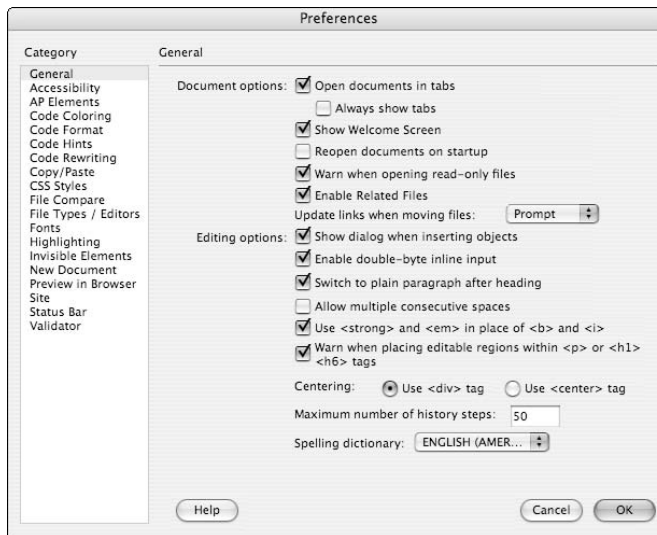 Preferences
Category
General
Accessibility
AP Elements
Code Coloring
Code Format
Code Hints
Code Rewriting
Copy/Paste
CSS Styles
File Compare
File Types / Editors
Fonts
Highlighting
Invisible Elements
New Document
Preview in Browser
Site
Status Bar
Validator
General
Document options: Open documents in tabs
Always show tabs
Show Welcome Screen
Reopen documents on startup
Warn when opening read-only files
Enable Related Files
Update links when moving files: Prompt
Editing options: Show dialog when inserting objects
Enable double-byte inline input
Switch to plain paragraph after heading
Allow multiple consecutive spaces
Use <strong> and <em> in place of <b> and <i>
Warn when placing editable regions within <p> or <h1>
<h6> tags
Centering: Use <div> tag Use <center> tag
Maximum number of history steps: 50
Spelling dictionary: ENGLISH (AMER...
Help Cancel OK